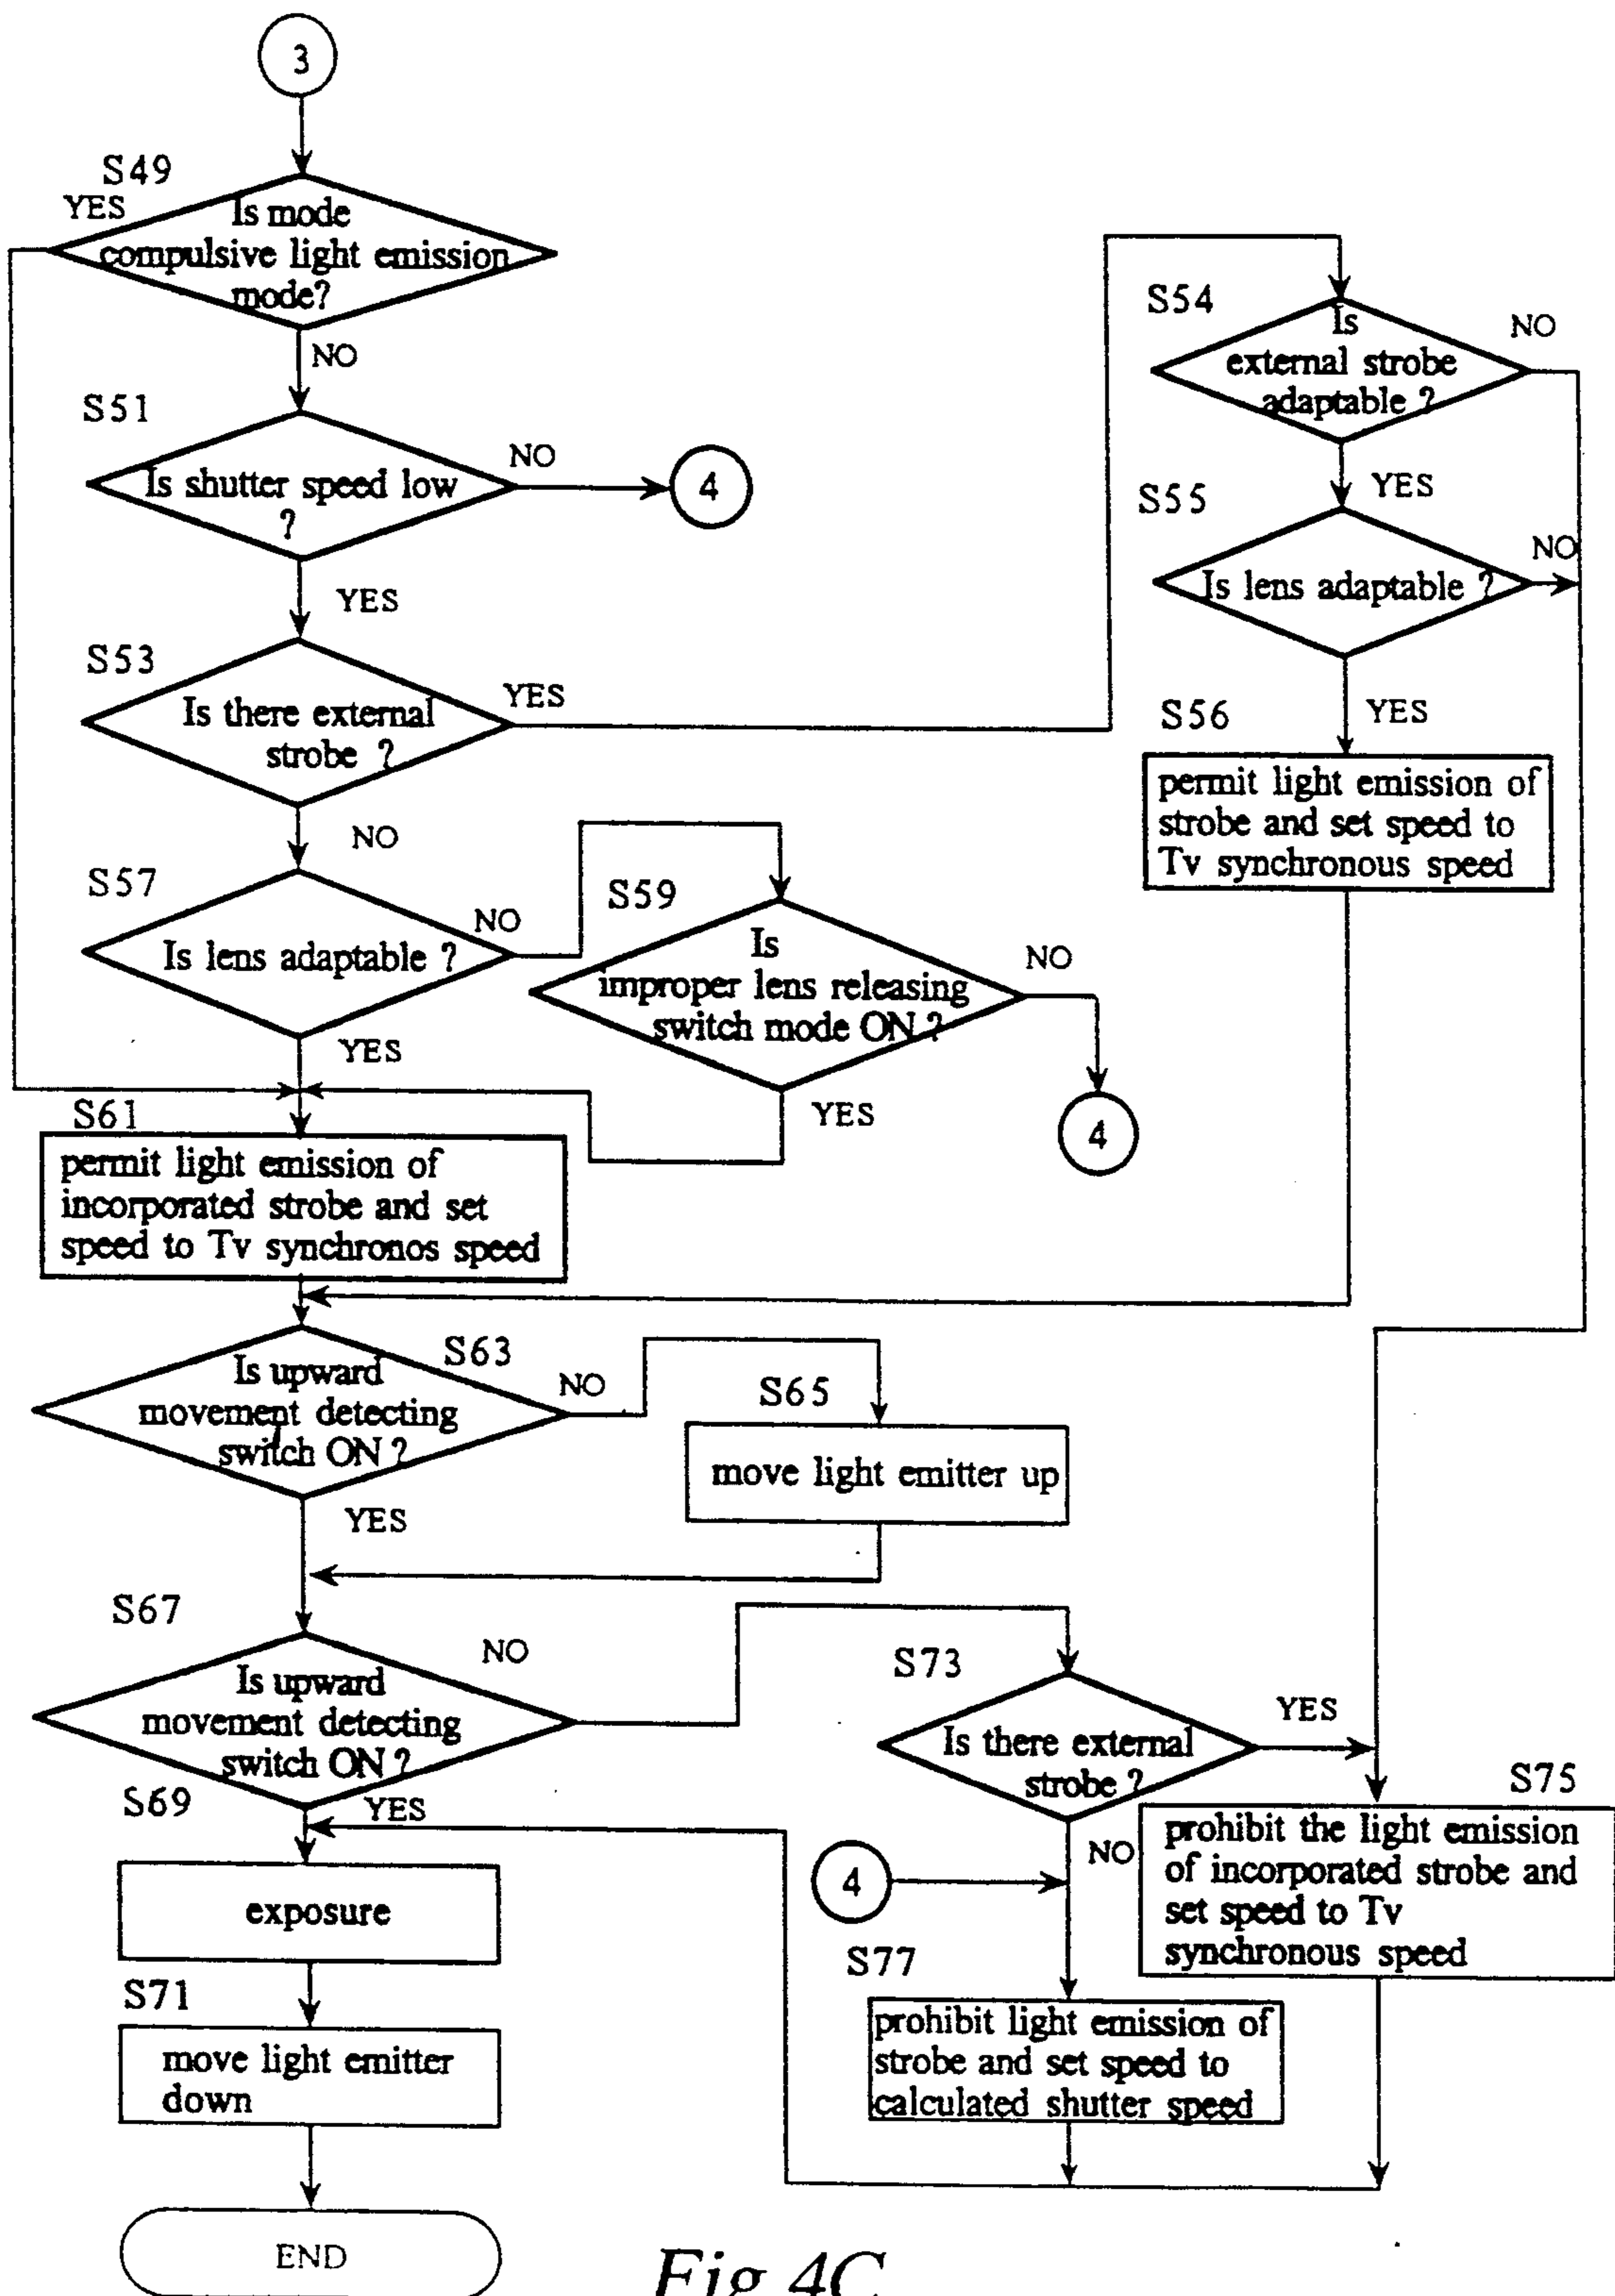 3
S49
YES
Is mode
compulsive light emission
mode?
NO
S51
Is shutter speed low
?
NO
4
YES
S53
Is there external
strobe ?
YES
NO
S54
Is
external strobe
adaptable ?
NO
YES
S55
Is lens adaptable ?
NO
YES
S56
permit light emission of
strobe and set speed to
Tv synchronous speed
S57
Is lens adaptable ?
NO
YES
S59
Is
improper lens releasing
switch mode ON ?
NO
4
YES
S61
permit light emission of
incorporated strobe and set
speed to Tv synchronos speed
S63
Is upward
movement detecting
switch ON ?
NO
YES
S65
move light emitter up
S67
Is upward
movement detecting
switch ON ?
NO
YES
S73
Is there external
strobe ?
YES
NO
S75
prohibit the light emission
of incorporated strobe and
set speed to Tv
synchronous speed
4
S77
prohibit light emission of
strobe and set speed to
calculated shutter speed
S69
exposure
S71
move light emitter
down
END
Fig 4C